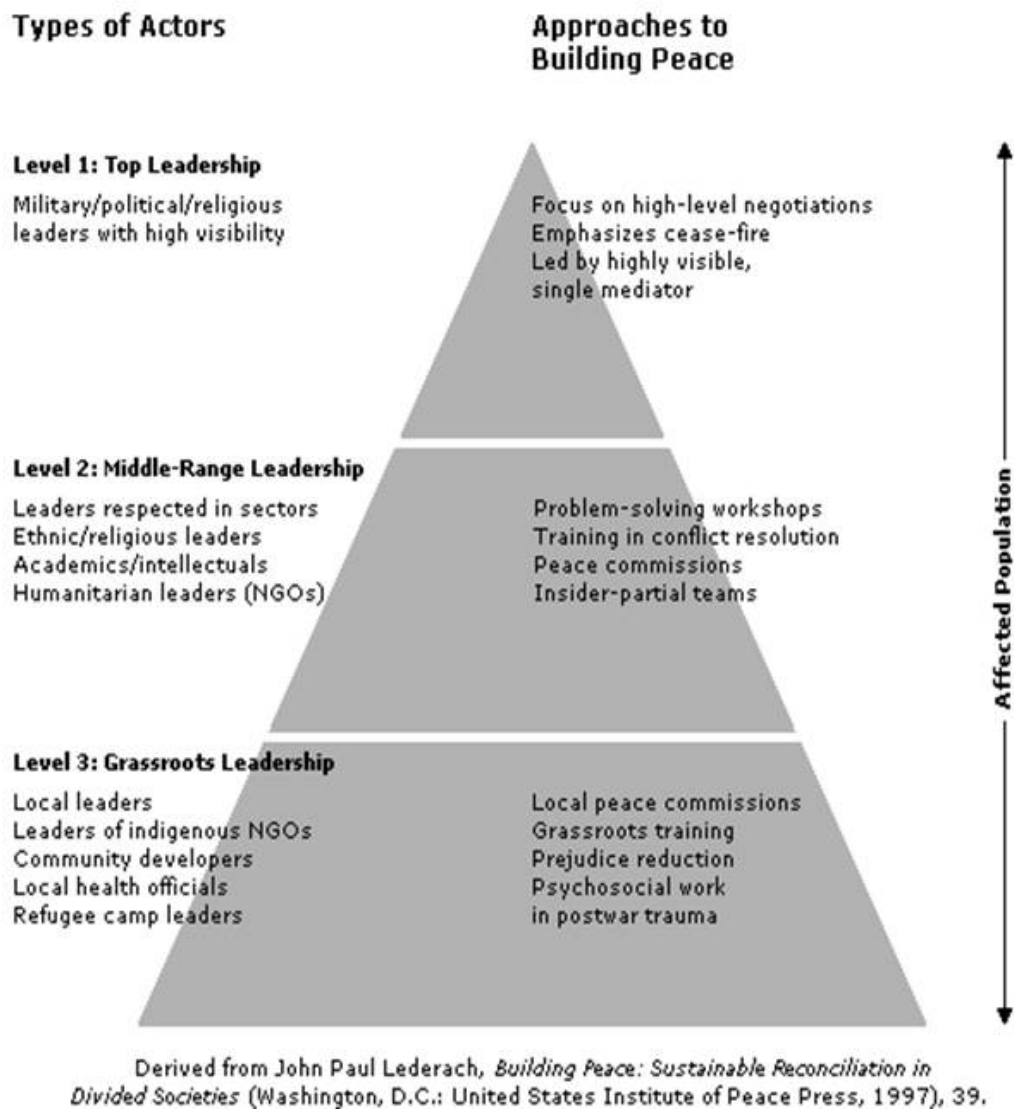 Types of Actors
Approaches to
Building Peace
Level 1: Top Leadership
Military/political/religious
leaders with high visibility
Focus on high-level negotiations
Emphasizes cease-fire
Led by highly visible,
single mediator
Level 2: Middle-Range Leadership
Leaders respected in sectors
Ethnic/religious leaders
Academics/intellectuals
Humanitarian leaders (NGOs)
Problem-solving workshops
Training in conflict resolution
Peace commissions
Insider-partial teams
Level 3: Grassroots Leadership
Local leaders
Leaders of indigenous NGOs
Community developers
Local health officials
Refugee camp leaders
Local peace commissions
Grassroots training
Prejudice reduction
Psychosocial work
in postwar trauma
Affected Population
Derived from John Paul Lederach, Building Peace: Sustainable Reconciliation in
Divided Societies (Washington, D.C.: United States Institute of Peace Press, 1997), 39.